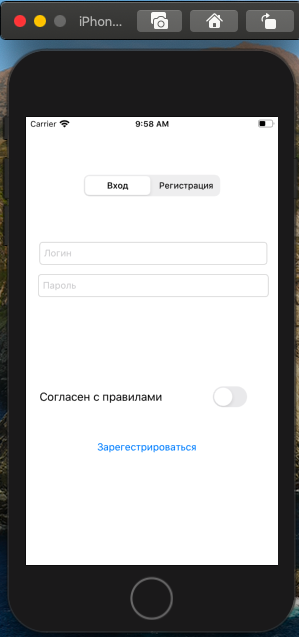 iPhon...
Carrier
9:58 AM
Вход
Регистрация
Логин
Пароль
Согласен с правилами
Зарегестрироваться